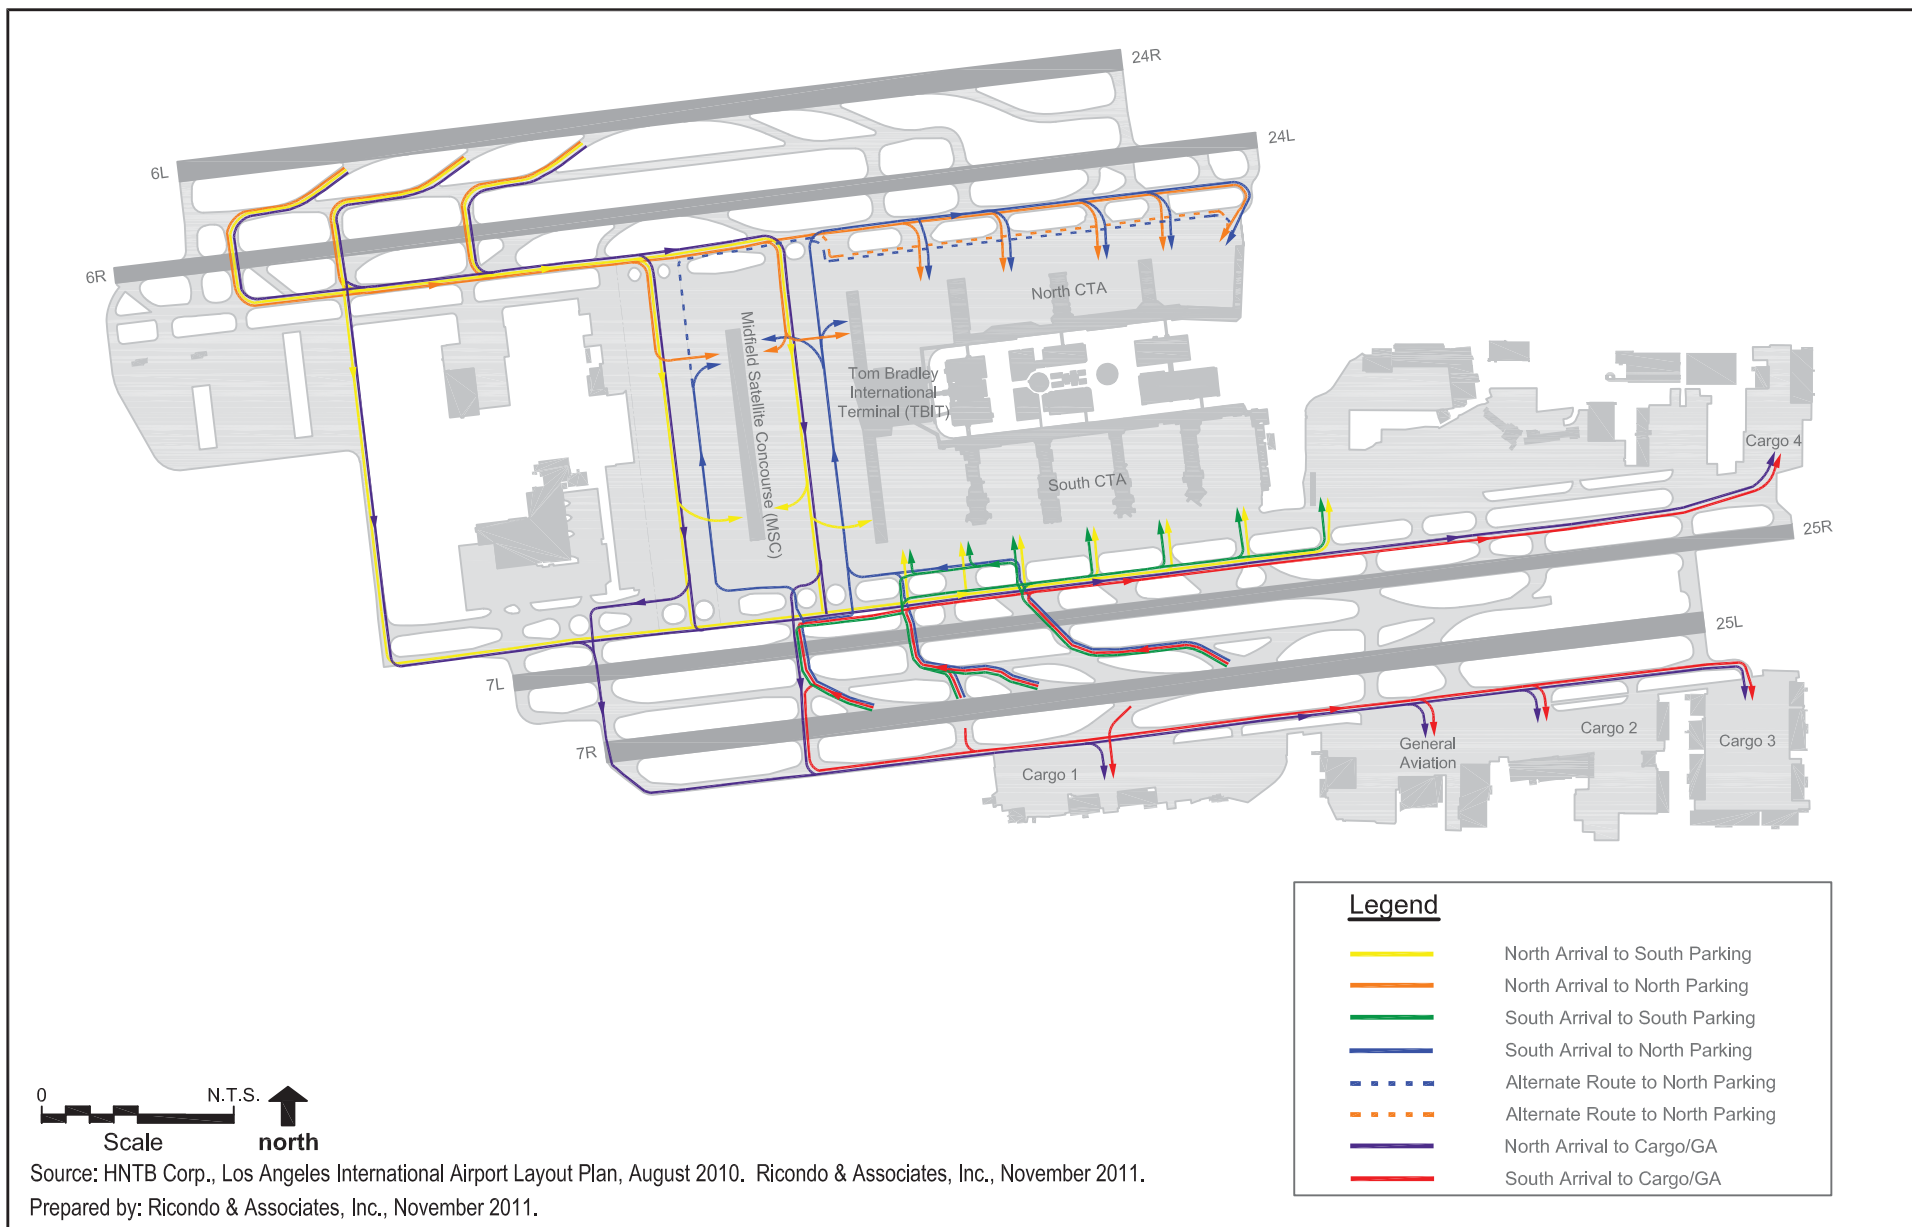 24R
24L
6L
6R
North CTA
Midfield Satellite Concourse (MSC)
Tom Bradley
International
Terminal (TBIT)
Cargo 4
South CTA
25R
25L
7L
7R
Cargo 1
General
Aviation
Cargo 2
Cargo 3
Legend
North Arrival to South Parking
North Arrival to North Parking
South Arrival to South Parking
South Arrival to North Parking
Alternate Route to North Parking
Alternate Route to North Parking
North Arrival to Cargo/GA
South Arrival to Cargo/GA
0 N.T.S.
Scale
north
Source: HNTB Corp., Los Angeles International Airport Layout Plan, August 2010. Ricondo & Associates, Inc., November 2011.
Prepared by: Ricondo & Associates, Inc., November 2011.